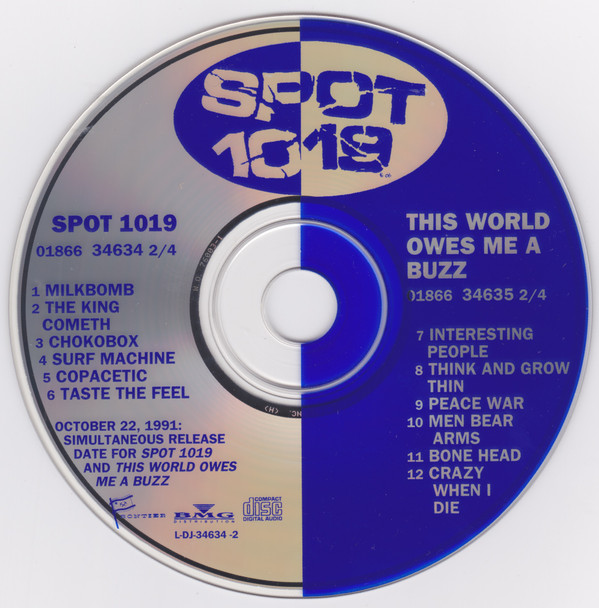 SPOT
1019
SPOT 1019
01866 34634 2/4
1 MILKBOMB
2 THE KING
COMETH
3 CHOKOBOX
4 SURF MACHINE
5 COPACETIC
6 TASTE THE FEEL
OCTOBER 22, 1991:
SIMULTANEOUS RELEASE
DATE FOR SPOT 1019
AND THIS WORLD OWES
ME A BUZZ
FRONTIER
BMG
DISTRIBUTION
COMPACT
disc
DIGITAL AUDIO
L-DJ-34634 -2
THIS WORLD
OWES ME A
BUZZ
01866 34635 2/4
7 INTERESTING
PEOPLE
8 THINK AND GROW
THIN
9 PEACE WAR
10 MEN BEAR
ARMS
11 BONE HEAD
12 CRAZY
WHEN I
DIE